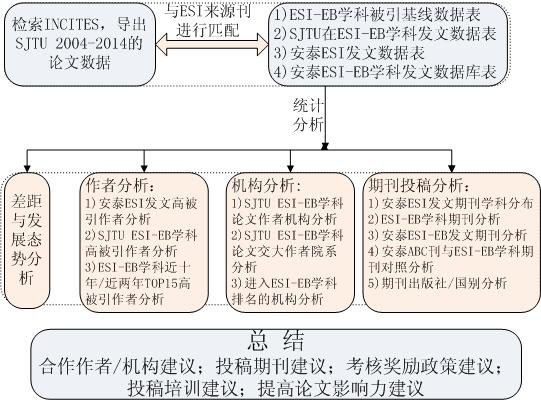 检索INCITES，导出
SJTU 2004-2014的
论文数据
与ESI来源刊
进行匹配
1)ESI-EB学科被引基线数据表
2)SJTU在ESI-EB学科发文数据表
3)安泰ESI发文数据表
4)安泰ESI-EB学科发文数据库表
统计
分析
差距
与发
展态
势分
析
作者分析：
1)安泰ESI发文高被
引作者分析
2)SJTU ESI-EB学科
高被引作者分析
3)ESI-EB学科近十
年/近两年TOP15高
被引作者分析
机构分析：
1)SJTU ESI-EB学科
论文作者机构分析
2)SJTU ESI-EB学科
论文交大作者院系
分析
3)进入ESI-EB学科
排名的机构分析
期刊投稿分析：
1)安泰ESI发文期刊学科分布
2)ESI-EB学科期刊分析
3)安泰ESI-EB发文期刊分析
4)安泰ABC刊与ESI-EB学科期
刊对照分析
5)期刊出版社/国别分析
总 结
合作作者/机构建议；投稿期刊建议；考核奖励政策建议；
投稿培训建议；提高论文影响力建议